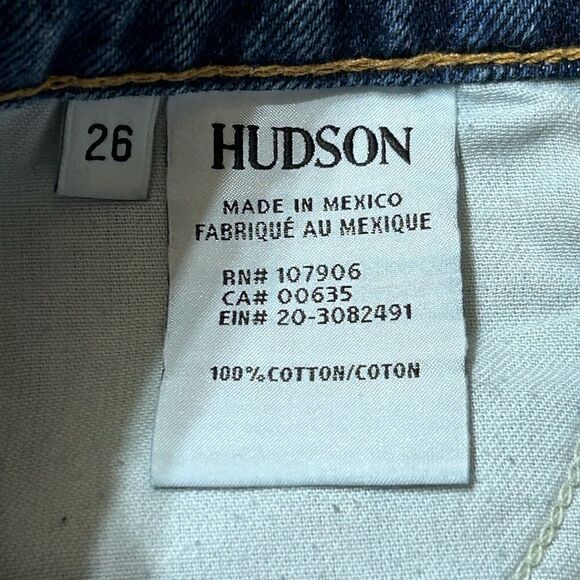 26
HUDSON
MADE IN MEXICO
FABRIQUÉ AU MEXIQUE
RN# 107906
CA# 00635
EIN# 20-3082491
100%COTTON/COTON